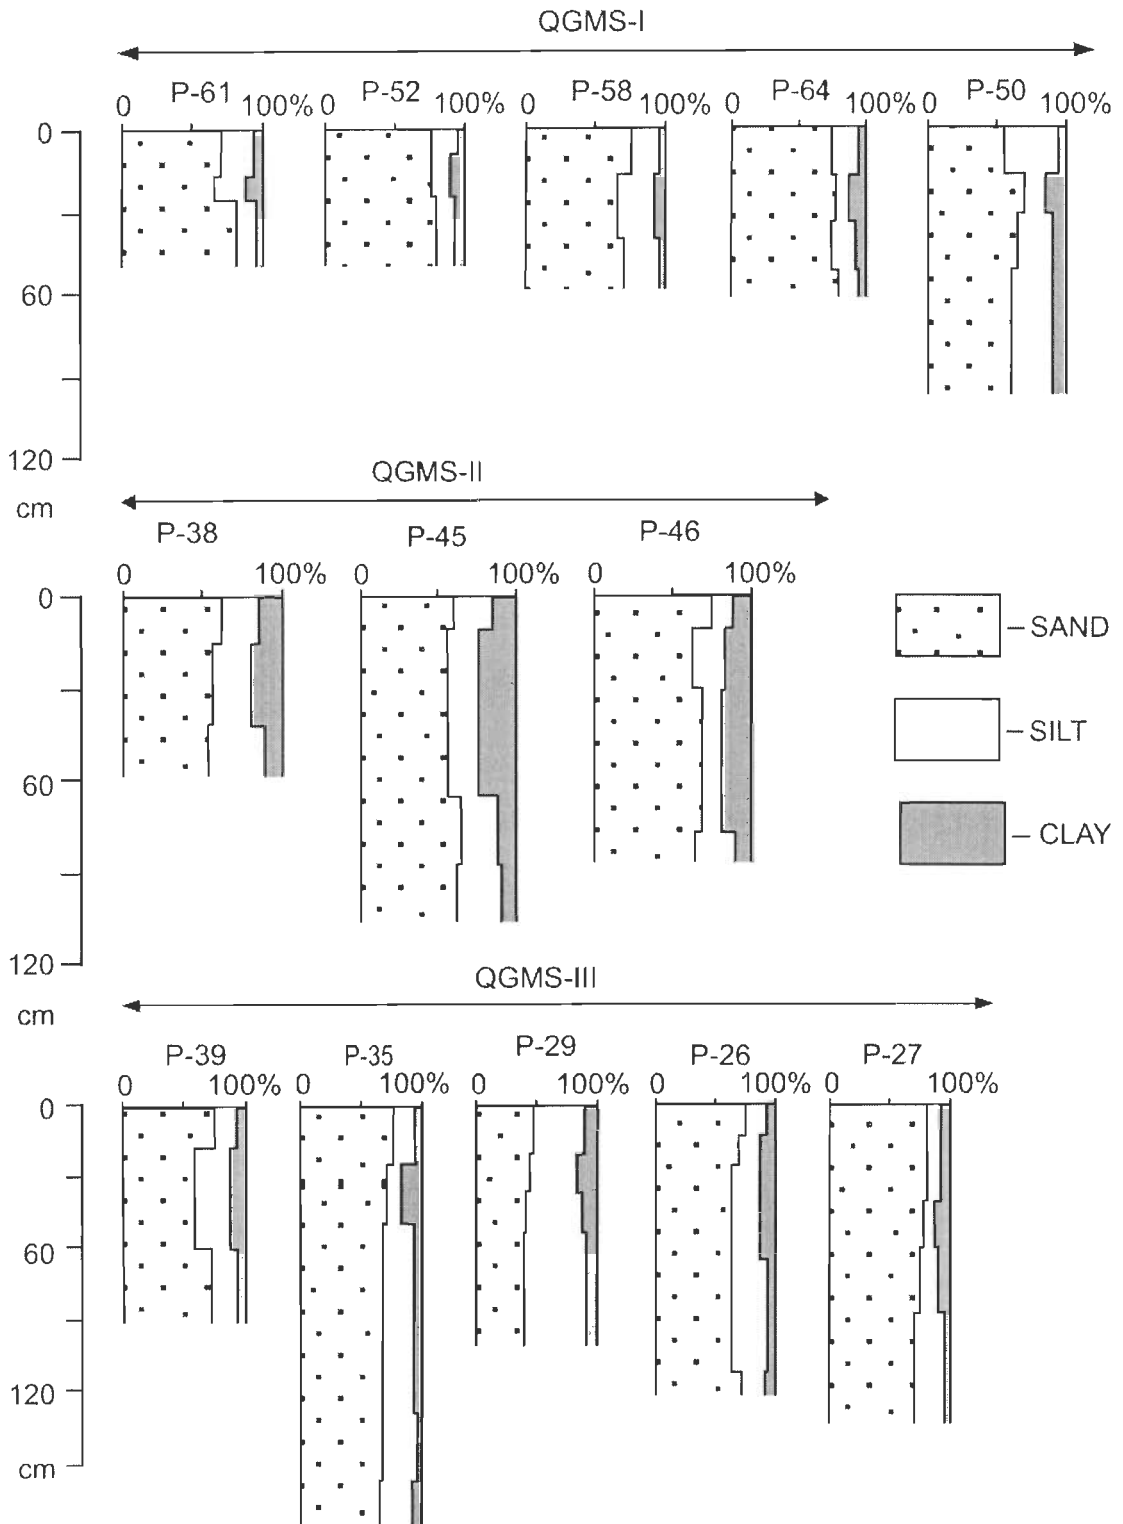 QGMS-I
P-61 P-52 P-58 P-64 P-50
0 100% 0 100% 0 100% 0 100% 0 100%
0
60
120
cm
QGMS-II
P-38 P-45 P-46
0 100% 0 100% 0 100%
0
60
120
cm
– SAND
– SILT
– CLAY
QGMS-III
P-39 P-35 P-29 P-26 P-27
0 100% 0 100% 0 100% 0 100% 0 100%
0
60
120
cm